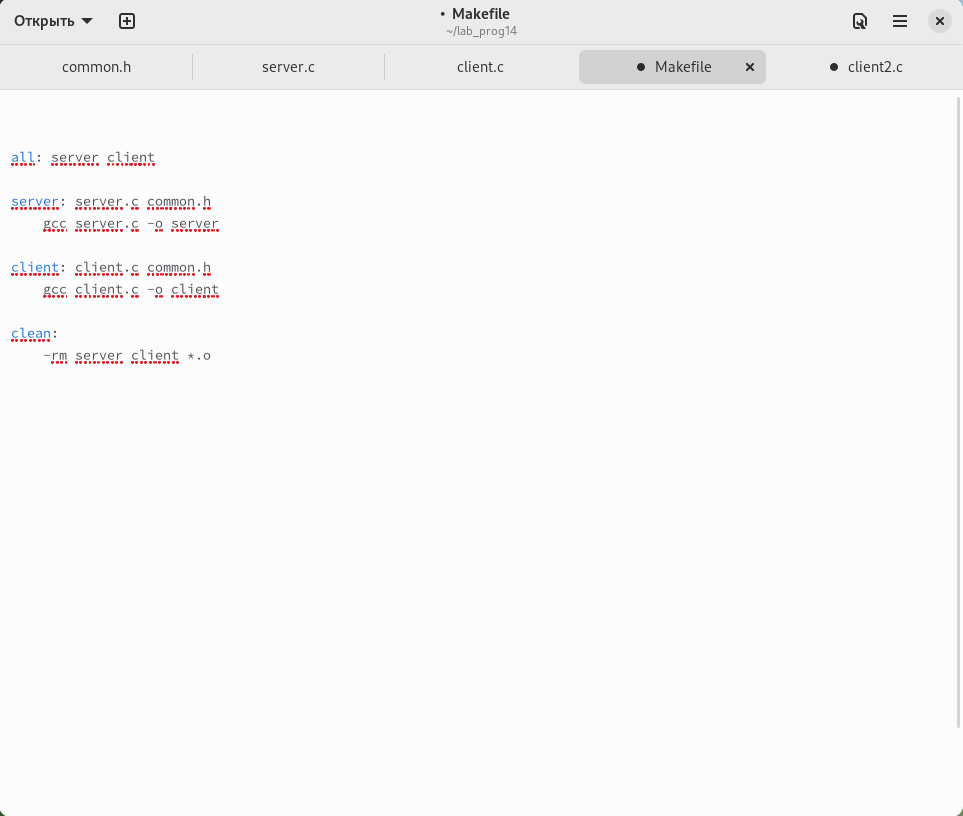 Открыть
• Makefile
~/lab_prog14
common.h
server.c
client.c
Makefile
client2.c
all: server client
server: server.c common.h
gcc server.c -o server
client: client.c common.h
gcc client.c -o client
clean:
-rm server client *.o